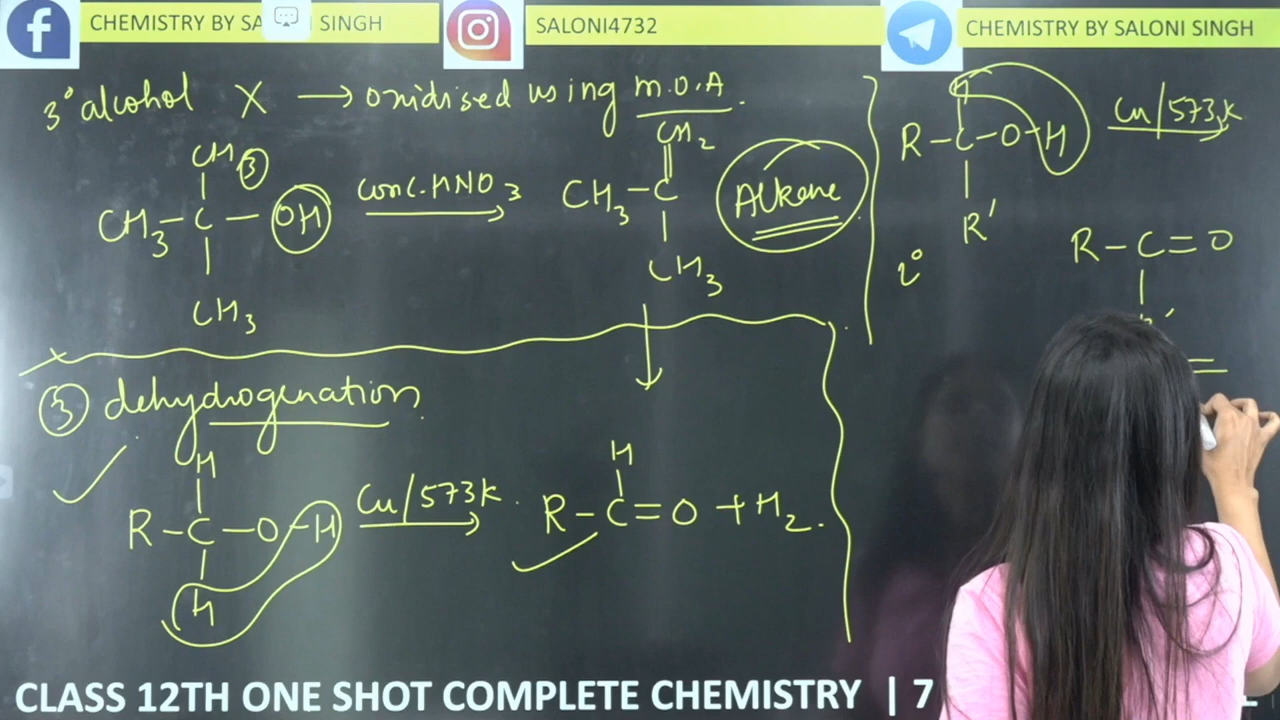 CHEMISTRY BY SA SINGH
SALONI4732
CHEMISTRY BY SALONI SINGH
3° alcohol X → oxidised using m.O.A.
CH3
CH3-C-OH
CH3
conc. HNO3
CH2
CH3-C
CH3
Alkene
③ dehydrogenation
H
R-C-O-H
H
Cu/573K
H
R-C=O + H2.
H
R-C-O-H
R'
Cu/573K
2°
R-C=O
CLASS 12TH ONE SHOT COMPLETE CHEMISTRY | 7